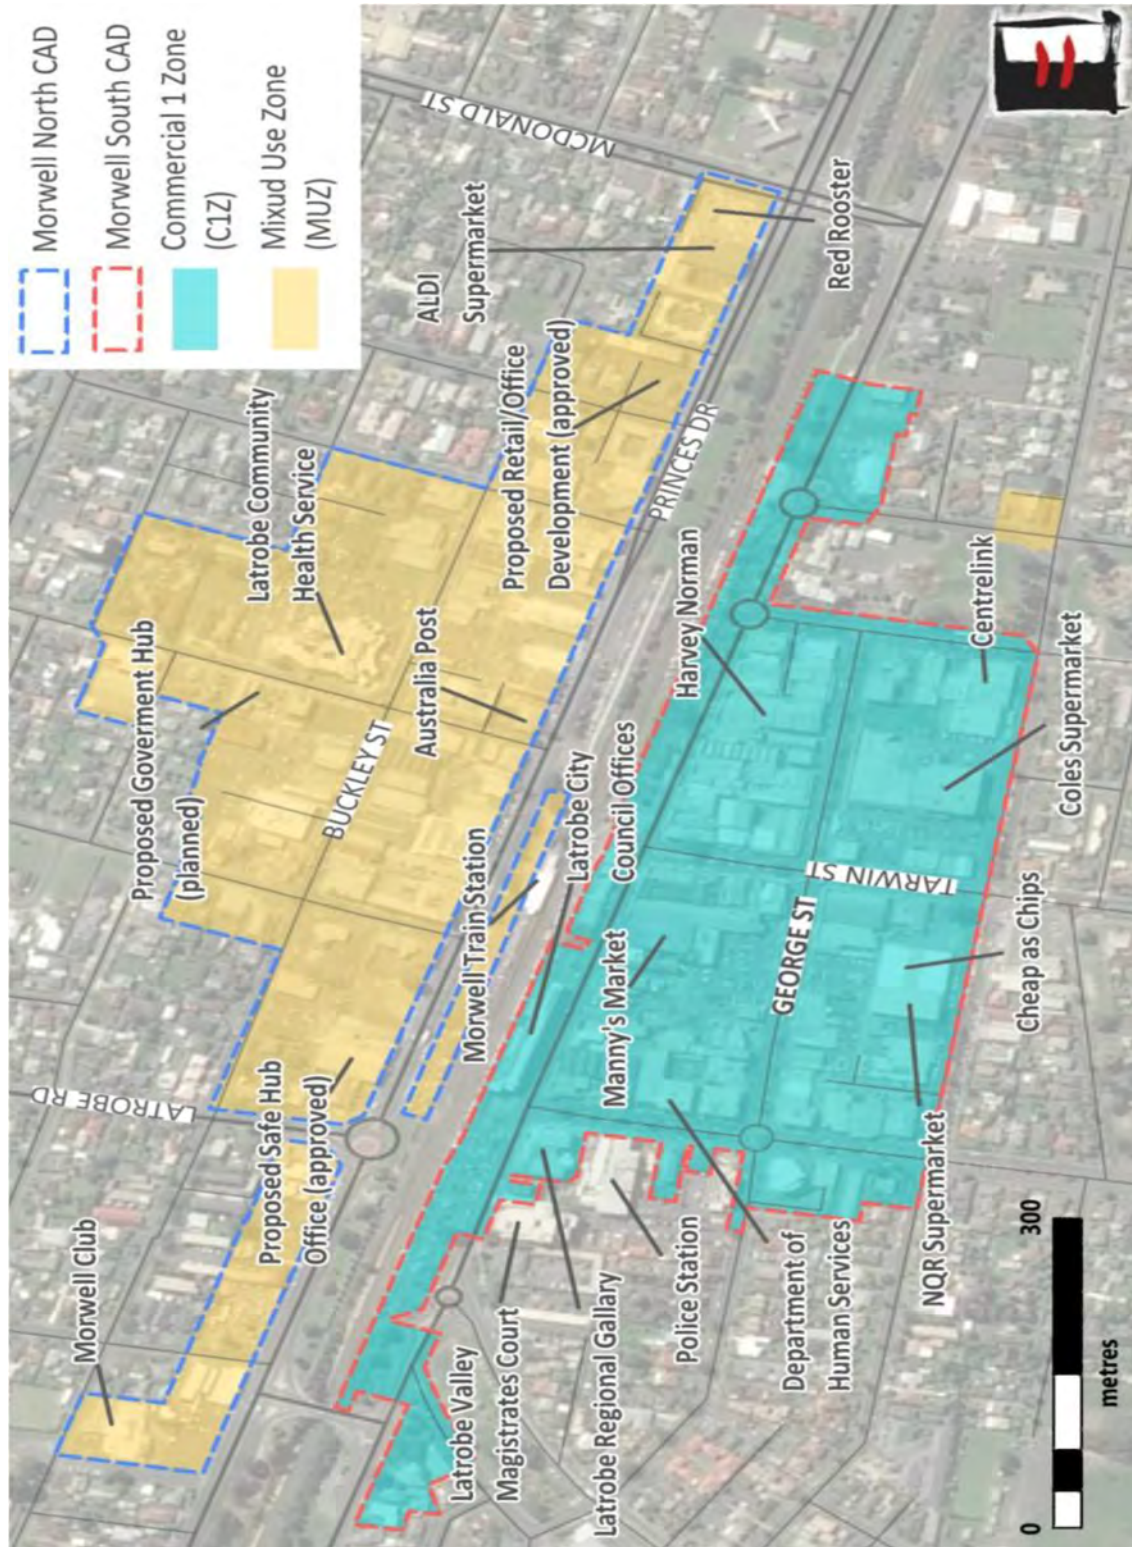 Morwell North CAD
Morwell South CAD
Commercial 1 Zone
(C1Z)
Mixud Use Zone
(MUZ)
Morwell Club
LATROBE RD
Proposed Safe Hub
Office (approved)
Proposed Goverment Hub
(planned)
Latrobe Community
Health Service
BUCKLEY ST
Australia Post
Morwell Train Station
Proposed Retail/Office
Development (approved)
ALDI
Supermarket
MCDONALD ST
PRINCES DR
Red Rooster
Latrobe Valley
Magistrates Court
Latrobe Regional Gallary
Police Station
Department of
Human Services
Latrobe City
Council Offices
Manny's Market
Harvey Norman
GEORGE ST
TARWIN ST
NQR Supermarket
Cheap as Chips
Coles Supermarket
Centrelink
0
300
metres